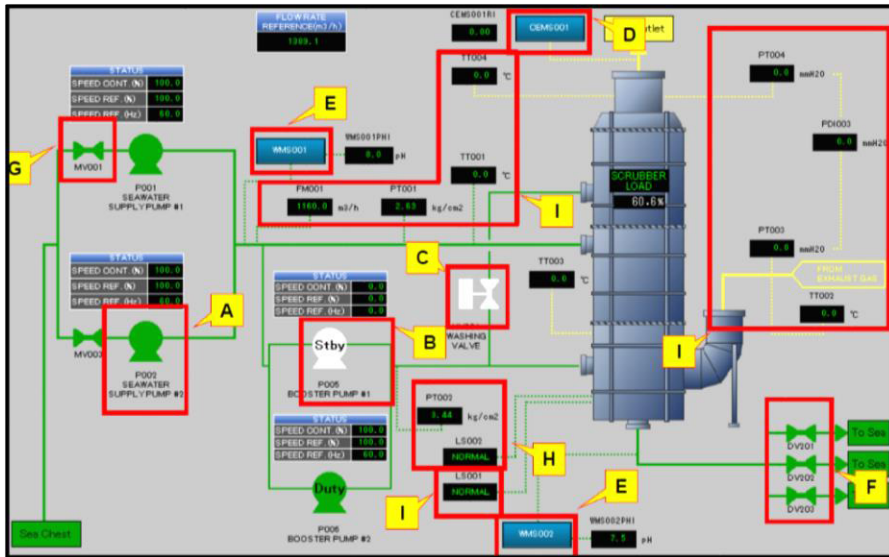 FLOW RATE
REFERENCE(m3/h)
1389.1
CEMS001RI
0.00
CEMS001
D
utlet
STATUS
SPEED CONT.(%) 100.0
SPEED REF.(%) 100.0
SPEED REF.(Hz) 60.0
TT004
0.0 ℃
PT004
0.0 mmH2O
E
G
MV001
P001
SEAWATER
SUPPLY PUMP #1
WMS001
WMS001PHI
0.0 pH
TT001
0.0 ℃
PDI003
0.0 mmH2O
FM001
1160.0 m3/h
PT001
2.63 kg/cm2
I
SCRUBBER
LOAD
60.6%
STATUS
SPEED CONT.(%) 100.0
SPEED REF.(%) 100.0
SPEED REF.(Hz) 60.0
A
C
WASHING
VALVE
TT003
0.0 ℃
PT003
0.0 mmH2O
FROM
EXHAUST GAS
TT002
0.0 ℃
I
STATUS
SPEED CONT.(%) 0.0
SPEED REF.(%) 0.0
SPEED REF.(Hz) 0.0
B
MV003
P002
SEAWATER
SUPPLY PUMP #2
Stby
P005
BOOSTER PUMP #1
PT002
3.44 kg/cm2
LS002
NORMAL
H
STATUS
SPEED CONT.(%) 100.0
SPEED REF.(%) 100.0
SPEED REF.(Hz) 60.0
LS001
NORMAL
I
E
Duty
P006
BOOSTER PUMP #2
WMS002
WMS002PHI
7.5 pH
DV201
To Sea
DV202
To Sea
F
DV203
Sea Chest